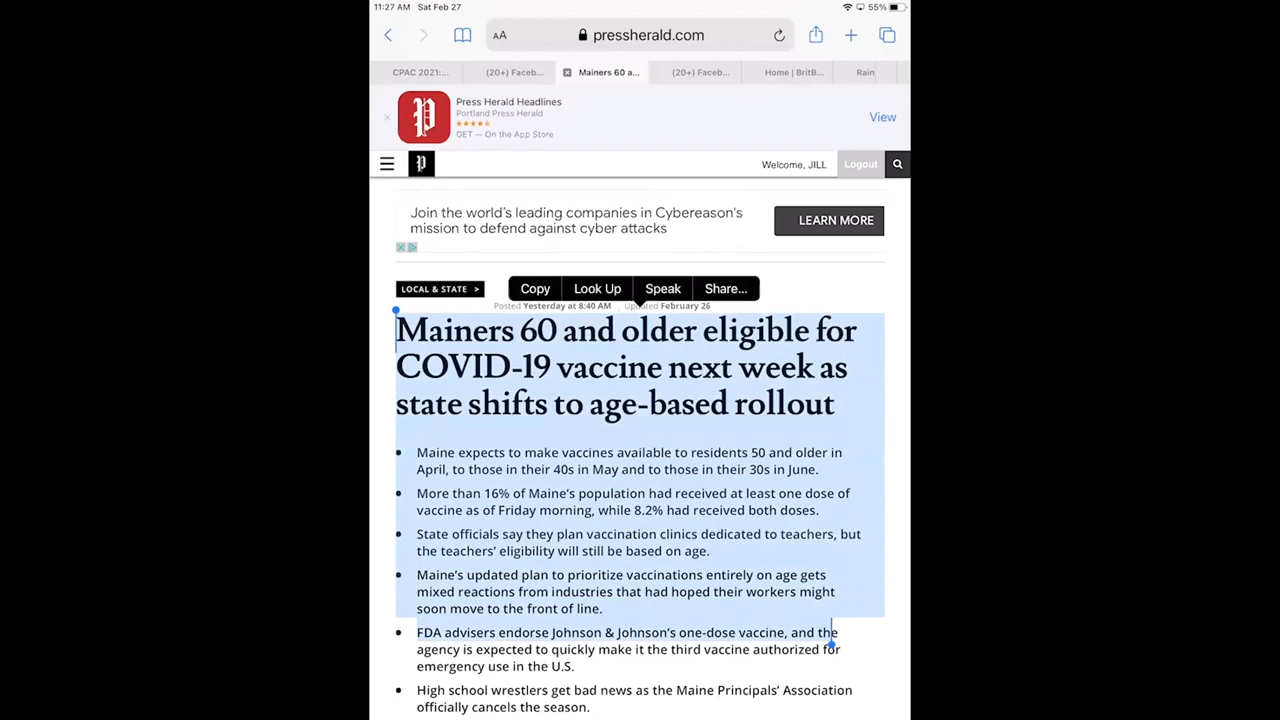 11:27 AM Sat Feb 27 55%
AA pressherald.com
CPAC 2021:... (20+) Faceb... Mainers 60 a... (20+) Faceb... Home | BritB... Rain
Press Herald Headlines
Portland Press Herald
GET — On the App Store
View
Welcome, JILL Logout
Join the world's leading companies in Cybereason's
mission to defend against cyber attacks
LEARN MORE
LOCAL & STATE >
Copy Look Up Speak Share...
Posted Yesterday at 8:40 AM Updated February 26
Mainers 60 and older eligible for
COVID-19 vaccine next week as
state shifts to age-based rollout
• Maine expects to make vaccines available to residents 50 and older in
April, to those in their 40s in May and to those in their 30s in June.
• More than 16% of Maine's population had received at least one dose of
vaccine as of Friday morning, while 8.2% had received both doses.
• State officials say they plan vaccination clinics dedicated to teachers, but
the teachers' eligibility will still be based on age.
• Maine's updated plan to prioritize vaccinations entirely on age gets
mixed reactions from industries that had hoped their workers might
soon move to the front of line.
• FDA advisers endorse Johnson & Johnson's one-dose vaccine, and the
agency is expected to quickly make it the third vaccine authorized for
emergency use in the U.S.
• High school wrestlers get bad news as the Maine Principals' Association
officially cancels the season.